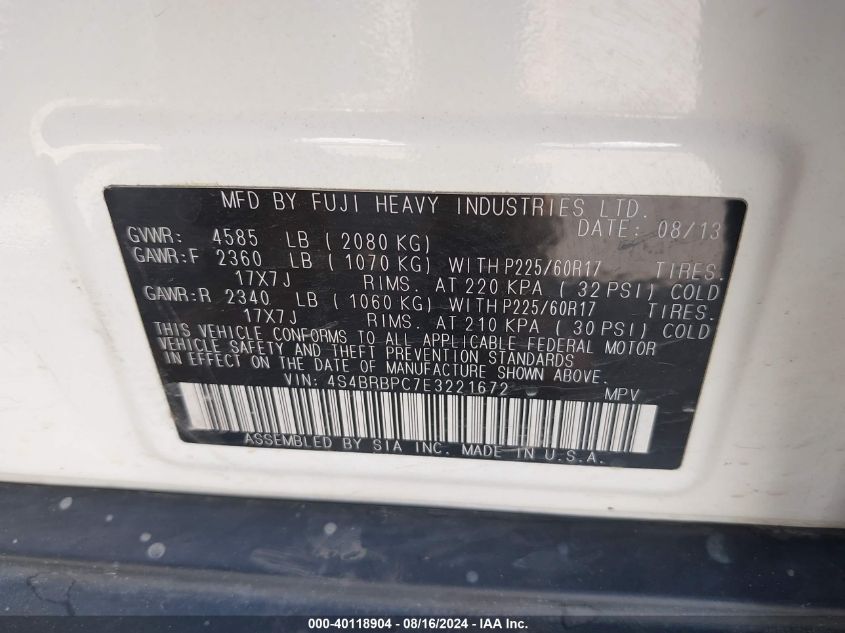 MFD BY FUJI HEAVY INDUSTRIES LTD.
DATE: 08/13
GVWR: 4585 LB ( 2080 KG)
GAWR:F 2360 LB ( 1070 KG) WITH P225/60R17 TIRES.
17X7J RIMS. AT 220 KPA ( 32 PSI) COLD
GAWR:R 2340 LB ( 1060 KG) WITH P225/60R17 TIRES.
17X7J RIMS. AT 210 KPA ( 30 PSI) COLD
THIS VEHICLE CONFORMS TO ALL APPLICABLE FEDERAL MOTOR
VEHICLE SAFETY AND THEFT PREVENTION STANDARDS
IN EFFECT ON THE DATE OF MANUFACTURE SHOWN ABOVE.
VIN: 4S4BRBPC7E3221672 MPV
ASSEMBLED BY SIA INC. MADE IN U.S.A.
000-40118904 - 08/16/2024 - IAA Inc.